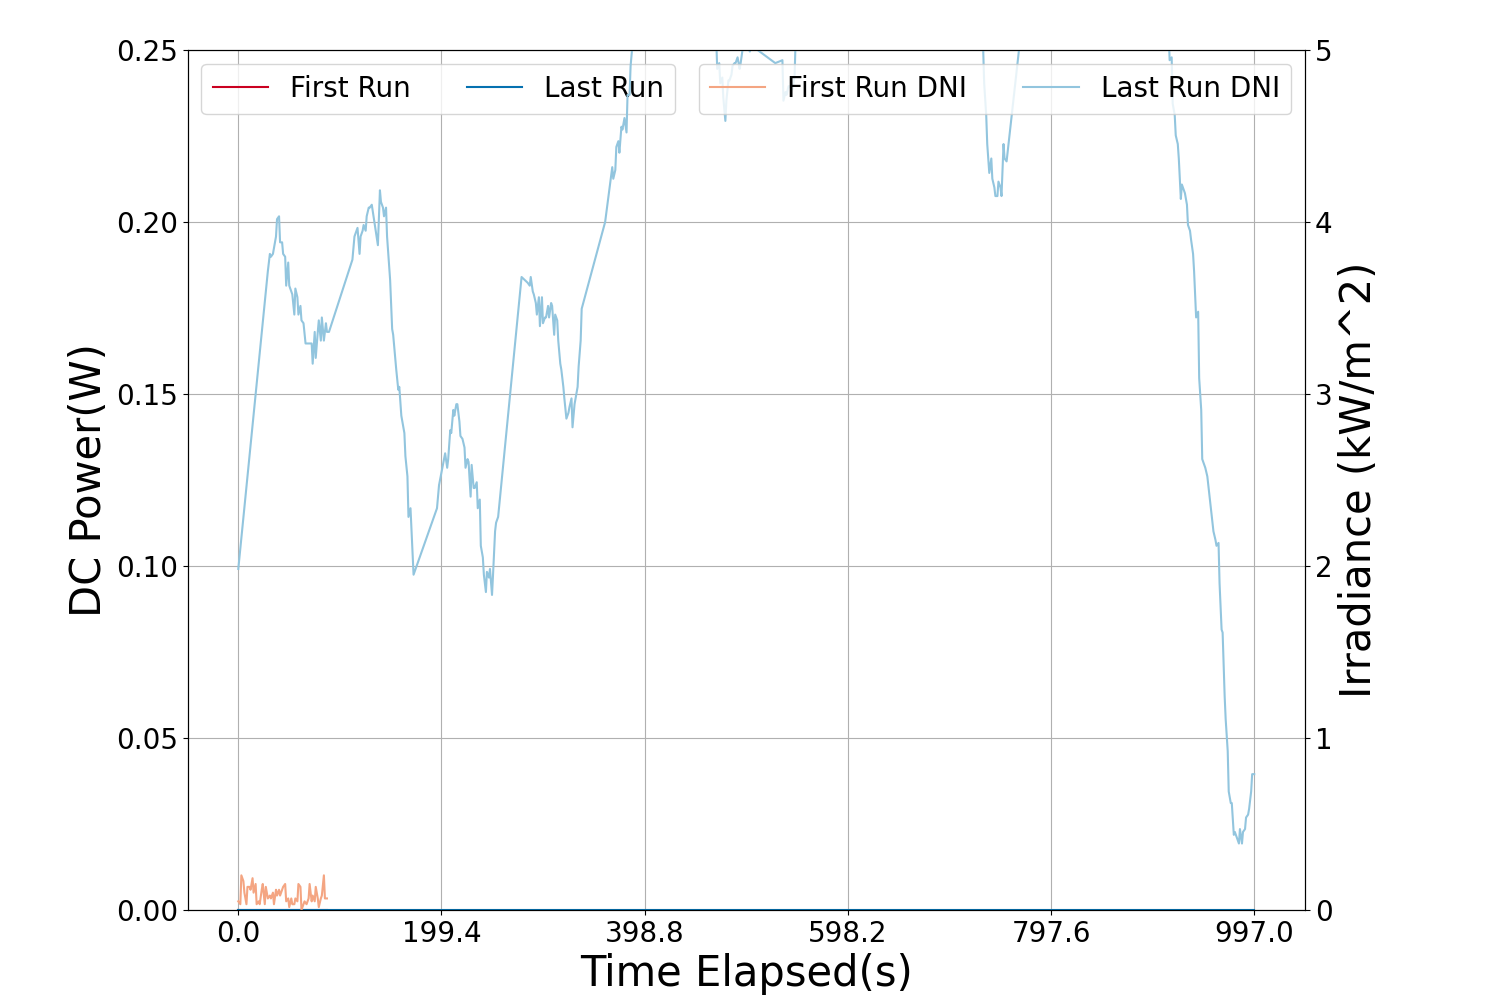 First Run
Last Run
First Run DNI
Last Run DNI
DC Power(W)
0.25
0.20
0.15
0.10
0.05
0.00
5
4
3
2
1
0
Irradiance (kW/m^2)
0.0
199.4
398.8
598.2
797.6
997.0
Time Elapsed(s)